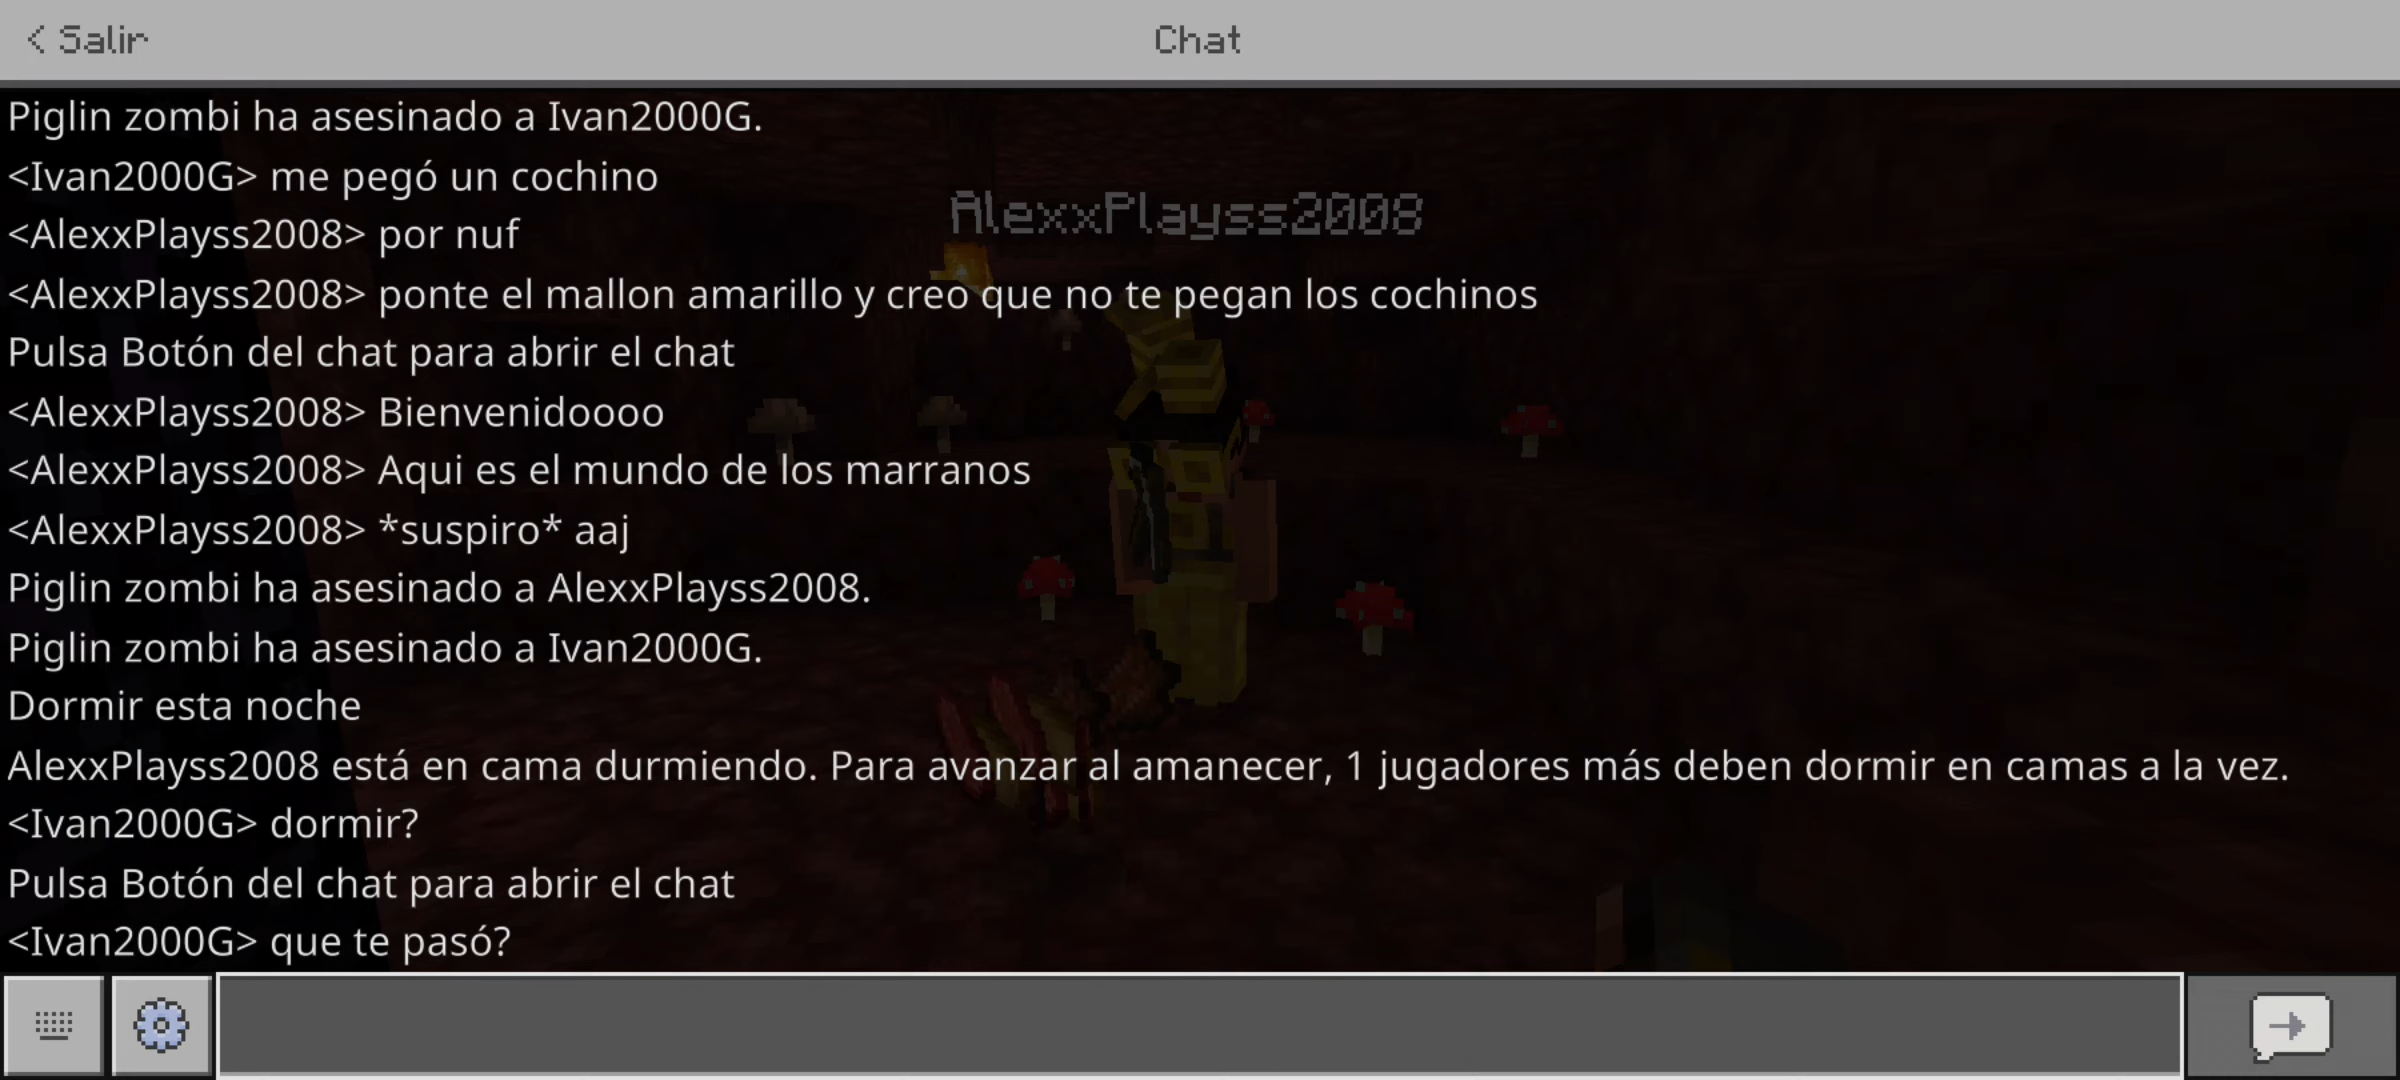 < Salir
Chat
Piglin zombi ha asesinado a Ivan2000G.
<Ivan2000G> me pegó un cochino
<AlexxPlayss2008> por nuf
<AlexxPlayss2008> ponte el mallon amarillo y creo que no te pegan los cochinos
Pulsa Botón del chat para abrir el chat
<AlexxPlayss2008> Bienvenidoooo
<AlexxPlayss2008> Aqui es el mundo de los marranos
<AlexxPlayss2008> *suspiro* aaj
Piglin zombi ha asesinado a AlexxPlayss2008.
Piglin zombi ha asesinado a Ivan2000G.
Dormir esta noche
AlexxPlayss2008 está en cama durmiendo. Para avanzar al amanecer, 1 jugadores más deben dormir en camas a la vez.
<Ivan2000G> dormir?
Pulsa Botón del chat para abrir el chat
<Ivan2000G> que te pasó?
AlexxPlayss2008